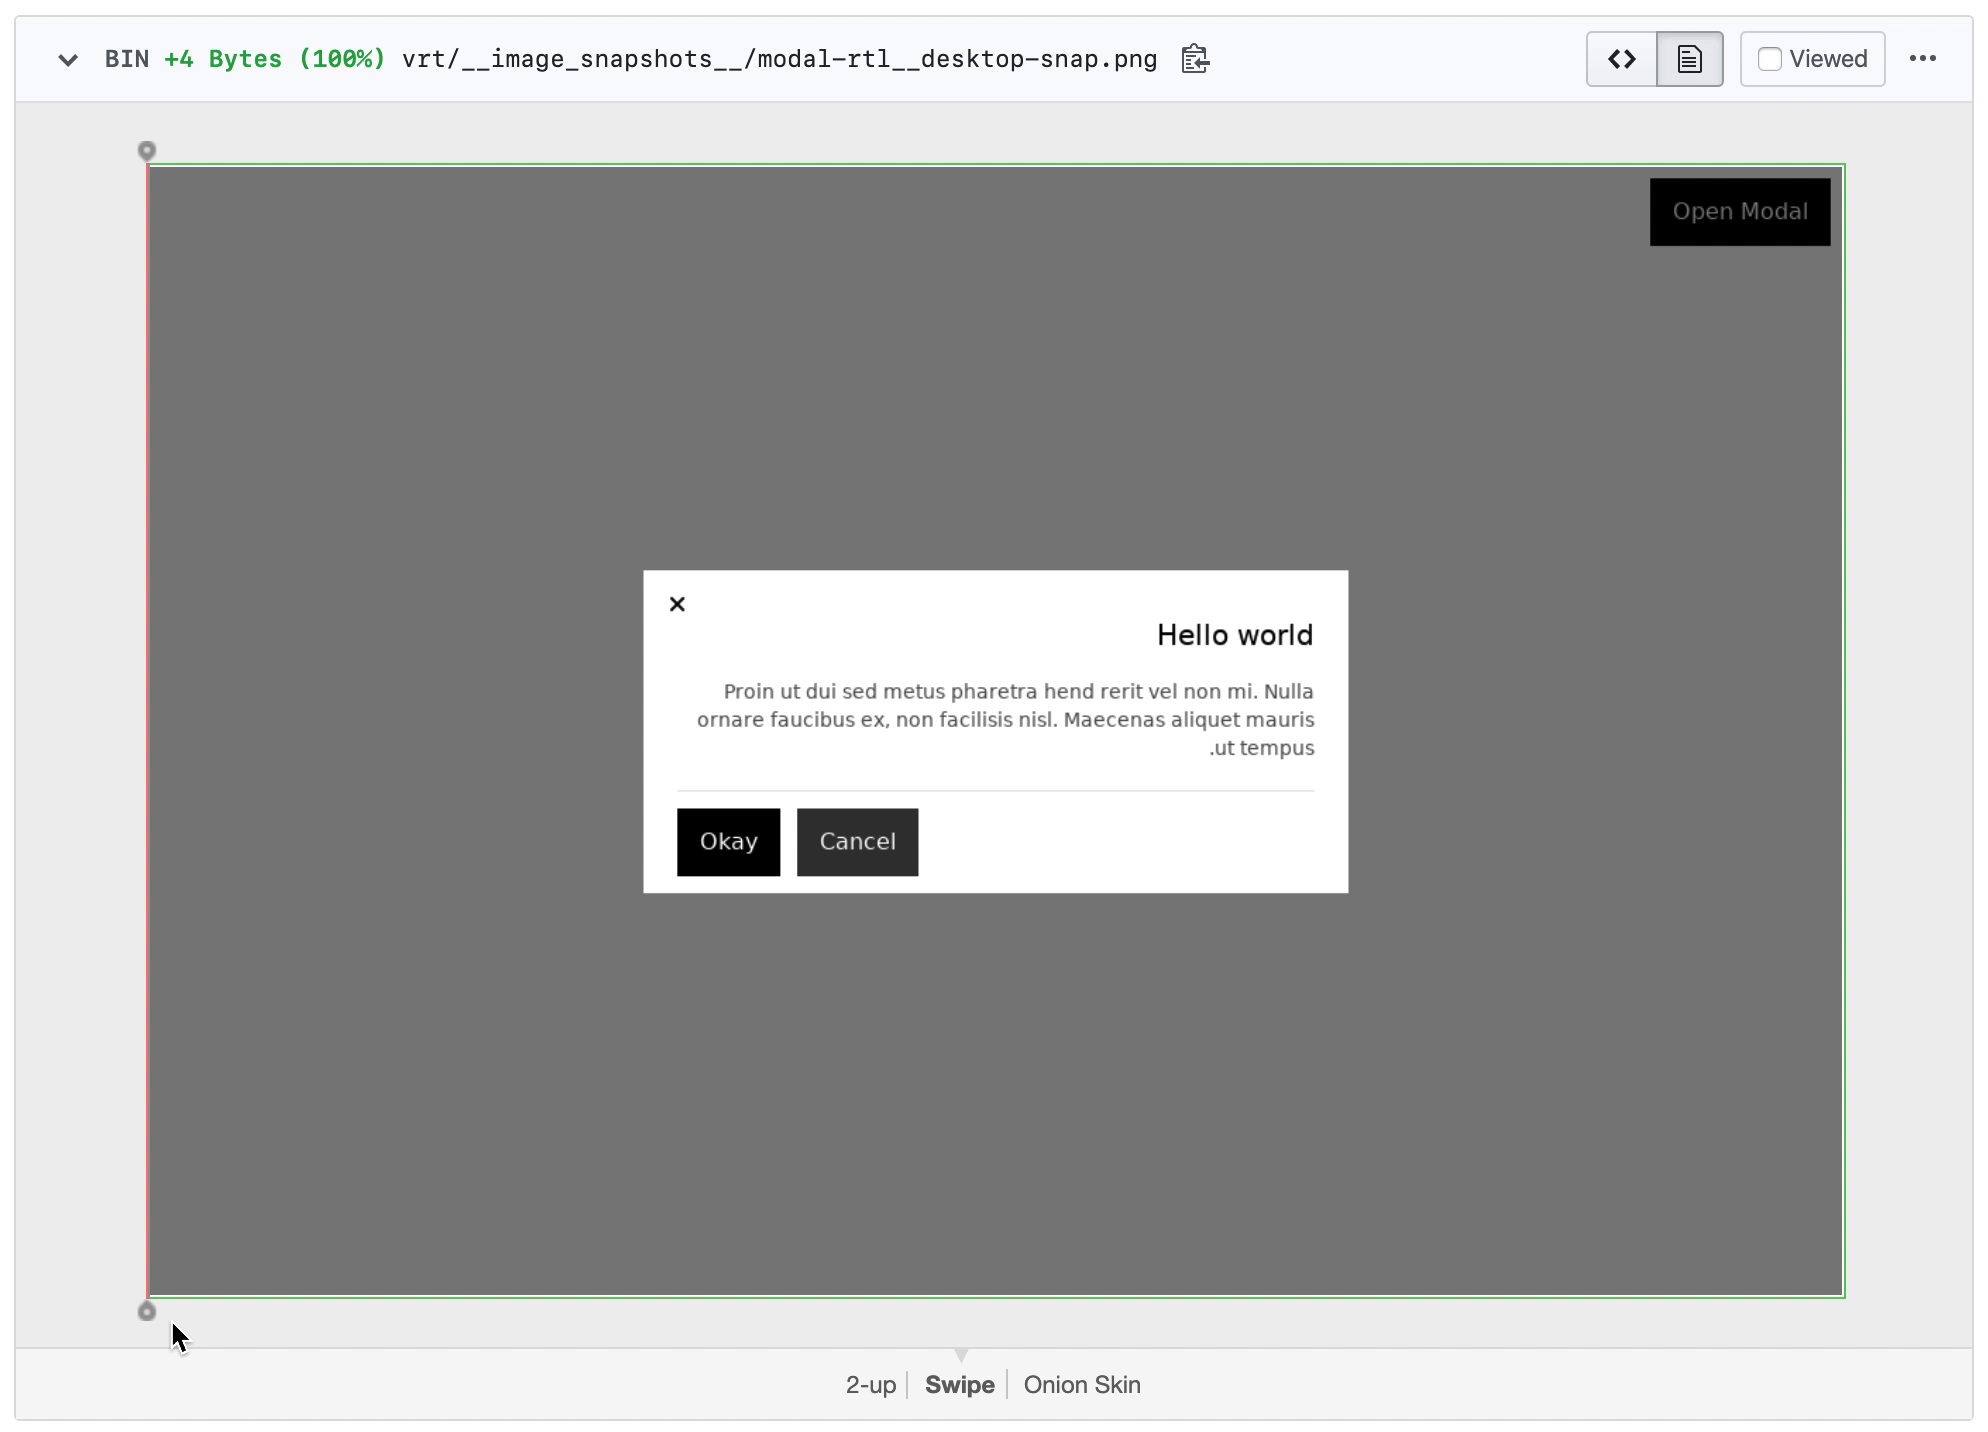 BIN +4 Bytes (100%) vrt/__image_snapshots__/modal-rtl__desktop-snap.png
Viewed
Open Modal
Hello world
Proin ut dui sed metus pharetra hend rerit vel non mi. Nulla
ornare faucibus ex, non facilisis nisl. Maecenas aliquet mauris
.ut tempus
Okay Cancel
2-up Swipe Onion Skin